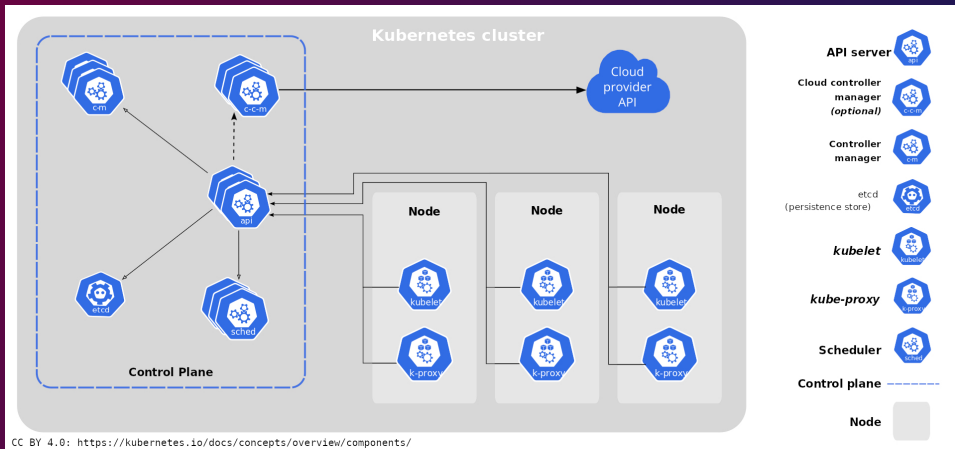 Kubernetes cluster
c-m
c-c-m
Cloud
provider
API
api
etcd
sched
Control Plane
Node
kubelet
k-proxy
Node
kubelet
k-proxy
Node
kubelet
k-proxy
API server
api
Cloud controller
manager
(optional)
c-c-m
Controller
manager
c-m
etcd
(persistence store)
etcd
kubelet
kubelet
kube-proxy
k-proxy
Scheduler
sched
Control plane
Node
CC BY 4.0: https://kubernetes.io/docs/concepts/overview/components/